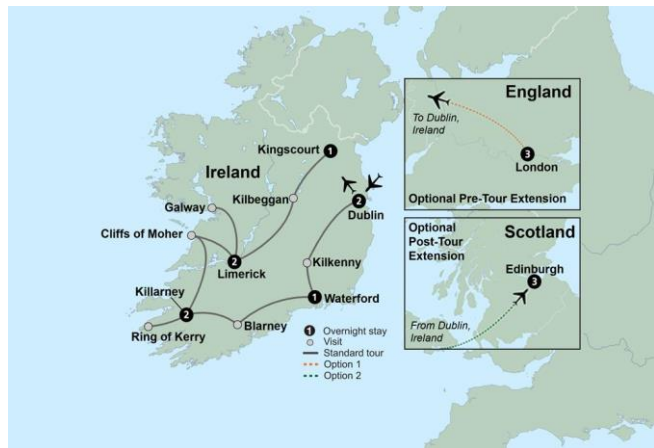 England
To Dublin,
Ireland
3
London
Optional Pre-Tour Extension
Kingscourt
1
Ireland
Kilbeggan
2
Dublin
Galway
Cliffs of Moher
2
Limerick
Kilkenny
Killarney
2
1
Waterford
Ring of Kerry
Blarney
Optional
Post-Tour
Extension
Scotland
Edinburgh
3
From Dublin,
Ireland
1 Overnight stay
Visit
Standard tour
Option 1
Option 2